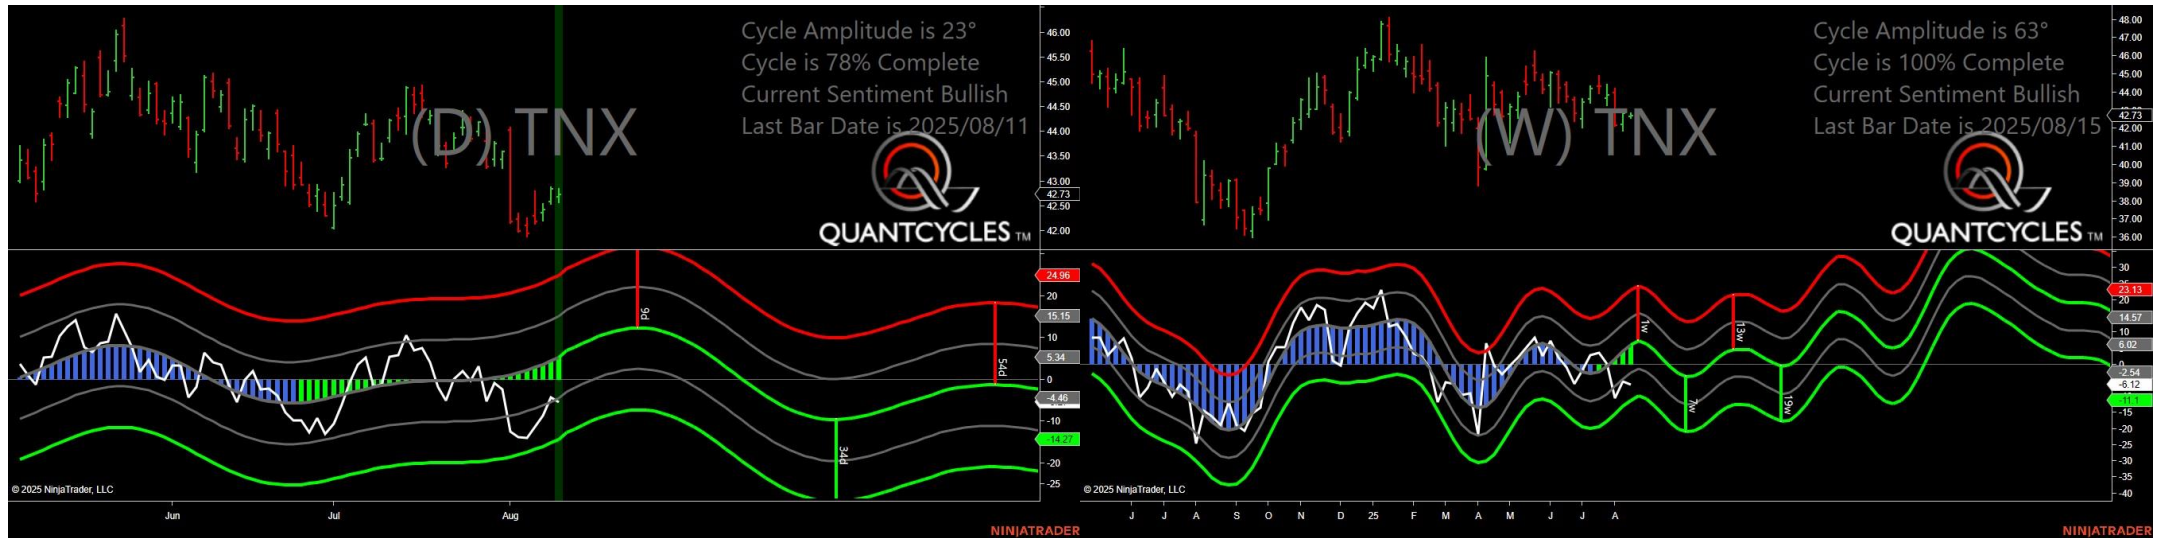 Cycle Amplitude is 23°
Cycle is 78% Complete
Current Sentiment Bullish
Last Bar Date is 2025/08/11
(D) TNX
QUANTCYCLES TM
46.00
45.50
45.00
44.50
44.00
43.50
43.00
42.73
42.50
42.00
24.96
20
15.15
10
5.34
0
-4.46
-10
-14.27
-20
-25
9d
34d
54d
© 2025 NinjaTrader, LLC
Jun
Jul
Aug
NINJATRADER
Cycle Amplitude is 63°
Cycle is 100% Complete
Current Sentiment Bullish
Last Bar Date is 2025/08/15
(W) TNX
QUANTCYCLES TM
48.00
47.00
46.00
45.00
44.00
42.73
42.00
41.00
40.00
39.00
38.00
37.00
36.00
30
23.13
20
14.57
10
6.02
0
-2.54
-6.12
-11.1
-15
-20
-25
-30
-35
-40
1w
7w
13w
19w
© 2025 NinjaTrader, LLC
J J A S O N D 25 F M A M J J A
NINJATRADER